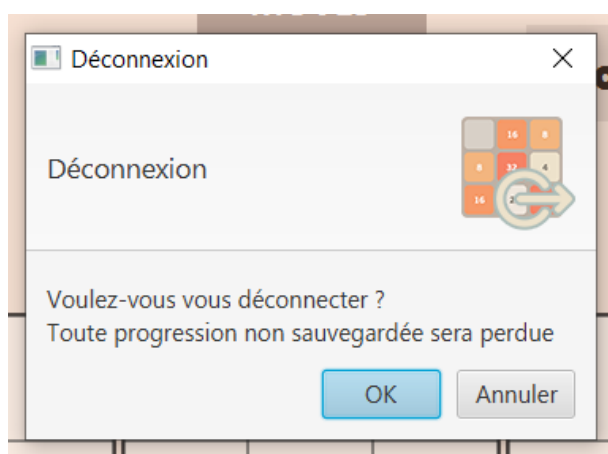 Déconnexion
Déconnexion
16 8
8 32 4
16 2
Voulez-vous vous déconnecter ?
Toute progression non sauvegardée sera perdue
OK Annuler